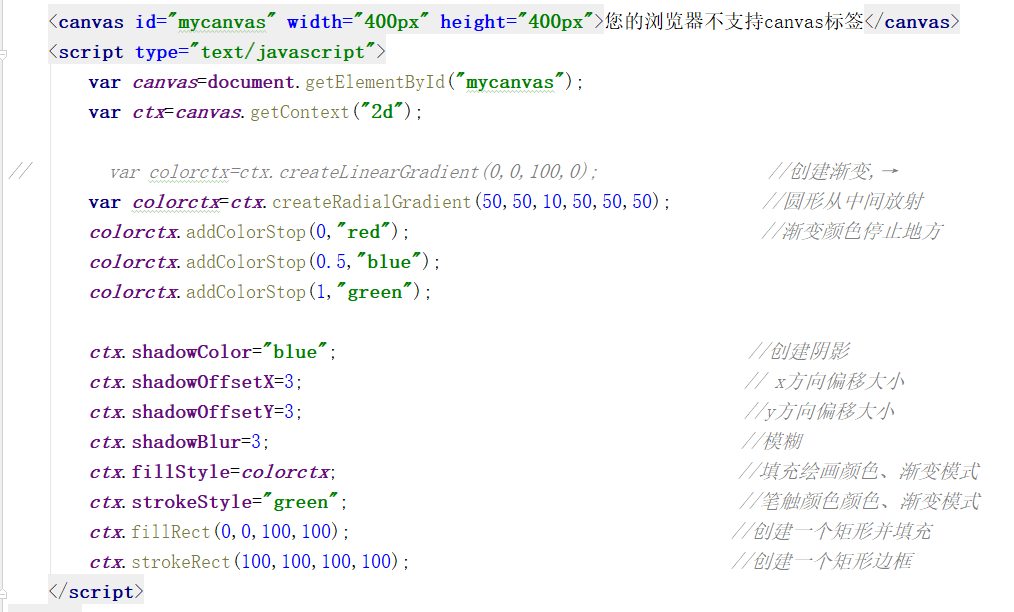 <canvas id="mycanvas" width="400px" height="400px">您的浏览器不支持canvas标签</canvas>
<script type="text/javascript">
var canvas=document.getElementById("mycanvas");
var ctx=canvas.getContext("2d");
// var colorctx=ctx.createLinearGradient(0,0,100,0); //创建渐变,→
var colorctx=ctx.createRadialGradient(50,50,10,50,50,50); //圆形从中间放射
colorctx.addColorStop(0,"red"); //渐变颜色停止地方
colorctx.addColorStop(0.5,"blue");
colorctx.addColorStop(1,"green");
ctx.shadowColor="blue"; //创建阴影
ctx.shadowOffsetX=3; // x方向偏移大小
ctx.shadowOffsetY=3; //y方向偏移大小
ctx.shadowBlur=3; //模糊
ctx.fillStyle=colorctx; //填充绘画颜色、渐变模式
ctx.strokeStyle="green"; //笔触颜色颜色、渐变模式
ctx.fillRect(0,0,100,100); //创建一个矩形并填充
ctx.strokeRect(100,100,100,100); //创建一个矩形边框
</script>